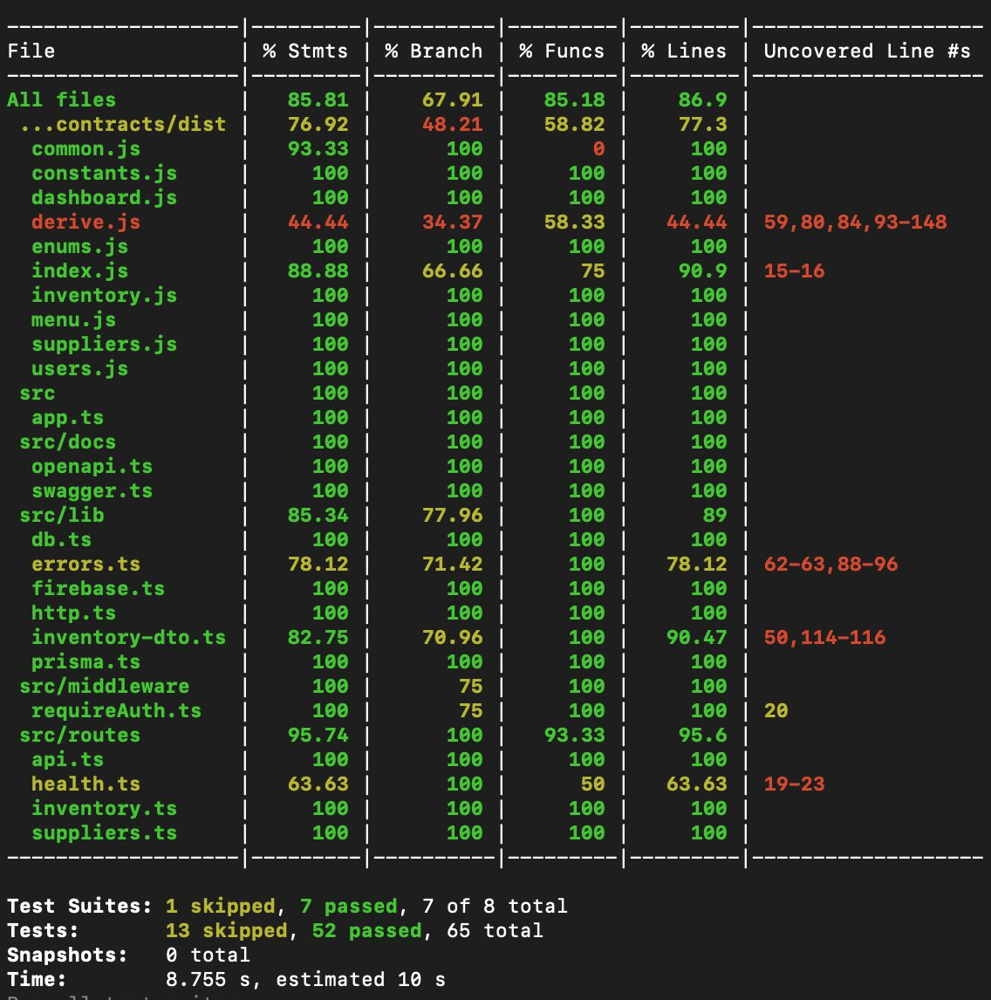 File | % Stmts | % Branch | % Funcs | % Lines | Uncovered Line #s
All files | 85.81 | 67.91 | 85.18 | 86.9 |
...contracts/dist | 76.92 | 48.21 | 58.82 | 77.3 |
common.js | 93.33 | 100 | 0 | 100 |
constants.js | 100 | 100 | 100 | 100 |
dashboard.js | 100 | 100 | 100 | 100 |
derive.js | 44.44 | 34.37 | 58.33 | 44.44 | 59,80,84,93-148
enums.js | 100 | 100 | 100 | 100 |
index.js | 88.88 | 66.66 | 75 | 90.9 | 15-16
inventory.js | 100 | 100 | 100 | 100 |
menu.js | 100 | 100 | 100 | 100 |
suppliers.js | 100 | 100 | 100 | 100 |
users.js | 100 | 100 | 100 | 100 |
src | 100 | 100 | 100 | 100 |
app.ts | 100 | 100 | 100 | 100 |
src/docs | 100 | 100 | 100 | 100 |
openapi.ts | 100 | 100 | 100 | 100 |
swagger.ts | 100 | 100 | 100 | 100 |
src/lib | 85.34 | 77.96 | 100 | 89 |
db.ts | 100 | 100 | 100 | 100 |
errors.ts | 78.12 | 71.42 | 100 | 78.12 | 62-63,88-96
firebase.ts | 100 | 100 | 100 | 100 |
http.ts | 100 | 100 | 100 | 100 |
inventory-dto.ts | 82.75 | 70.96 | 100 | 90.47 | 50,114-116
prisma.ts | 100 | 100 | 100 | 100 |
src/middleware | 100 | 75 | 100 | 100 |
requireAuth.ts | 100 | 75 | 100 | 100 | 20
src/routes | 95.74 | 100 | 93.33 | 95.6 |
api.ts | 100 | 100 | 100 | 100 |
health.ts | 63.63 | 100 | 50 | 63.63 | 19-23
inventory.ts | 100 | 100 | 100 | 100 |
suppliers.ts | 100 | 100 | 100 | 100 |
Test Suites: 1 skipped, 7 passed, 7 of 8 total
Tests: 13 skipped, 52 passed, 65 total
Snapshots: 0 total
Time: 8.755 s, estimated 10 s